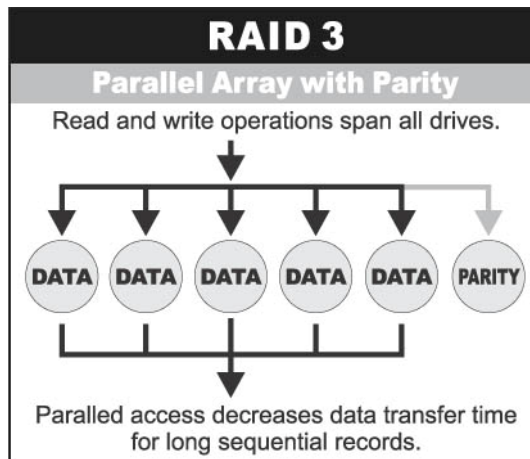 RAID 3
Parallel Array with Parity
Read and write operations span all drives.
DATA DATA DATA DATA DATA PARITY
Paralled access decreases data transfer time
for long sequential records.